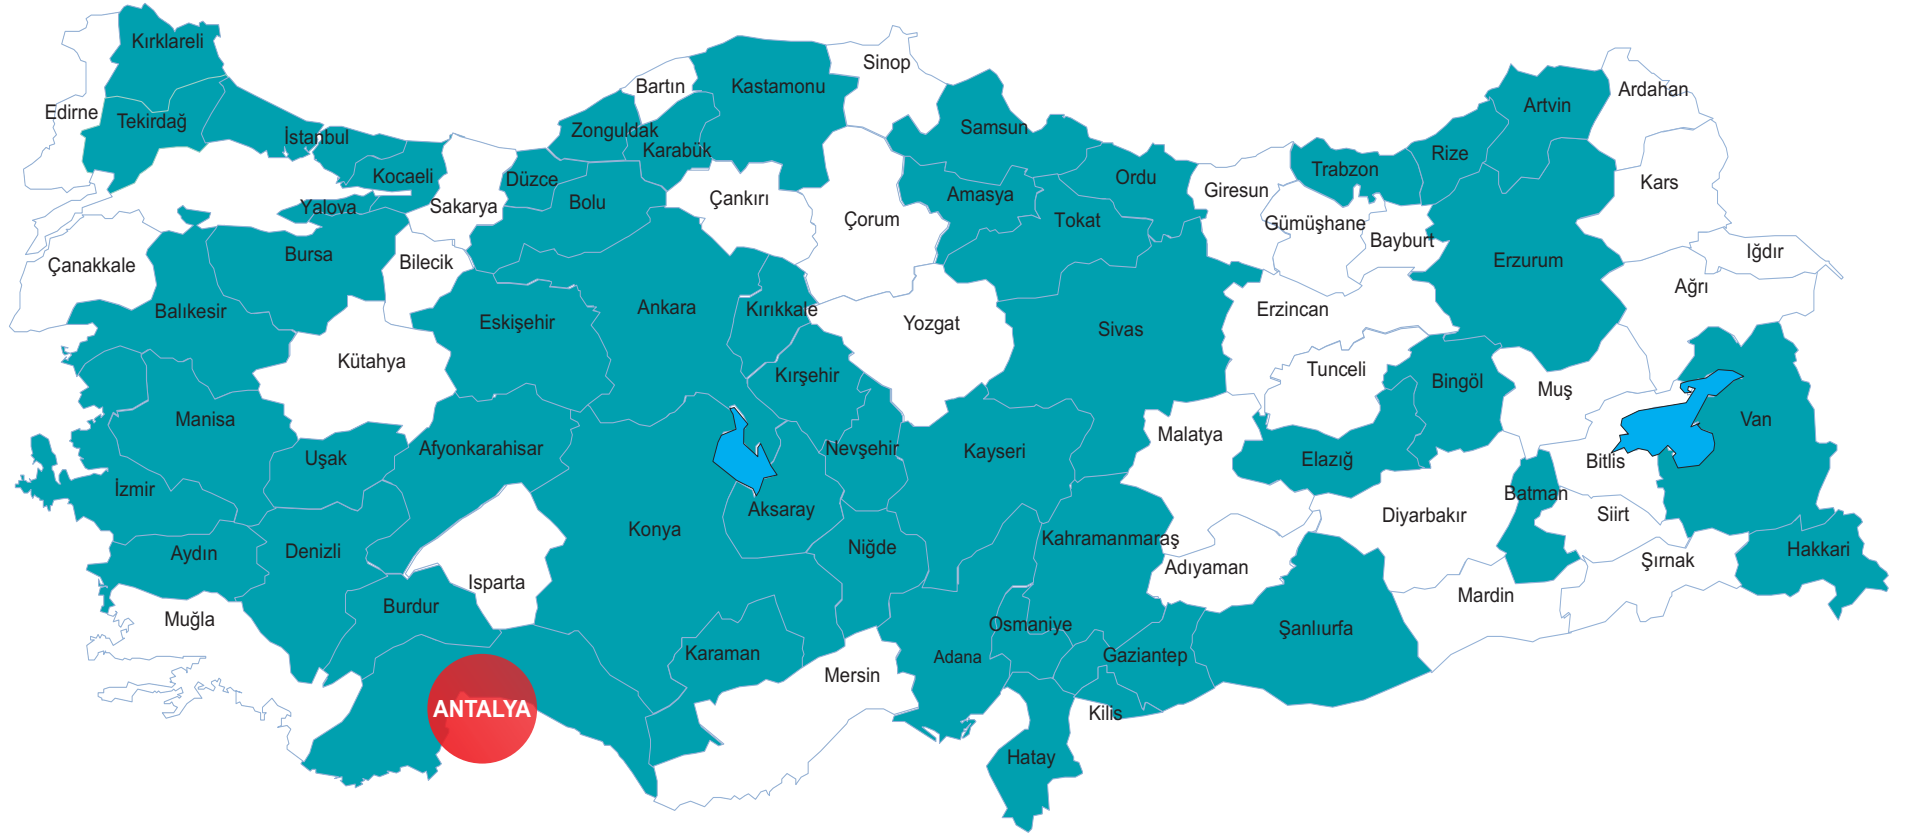 Kırklareli
Sinop
Bartın
Kastamonu
Ardahan
Artvin
Edirne
Tekirdağ
İstanbul
Zonguldak
Samsun
Karabük
Rize
Trabzon
Kars
Kocaeli
Düzce
Ordu
Giresun
Amasya
Çankırı
Bolu
Yalova
Sakarya
Çorum
Tokat
Gümüşhane
Bayburt
Iğdır
Bursa
Bilecik
Çanakkale
Erzurum
Ağrı
Balıkesir
Ankara
Kırıkkale
Erzincan
Eskişehir
Yozgat
Sivas
Kütahya
Tunceli
Kırşehir
Bingöl
Muş
Manisa
Van
Malatya
Afyonkarahisar
Nevşehir
Kayseri
Uşak
Elazığ
Bitlis
İzmir
Batman
Aksaray
Siirt
Diyarbakır
Konya
Kahramanmaraş
Niğde
Aydın
Denizli
Hakkari
Şırnak
Adıyaman
Isparta
Mardin
Burdur
Muğla
Osmaniye
Şanlıurfa
Karaman
Adana
Gaziantep
Mersin
ANTALYA
Kilis
Hatay